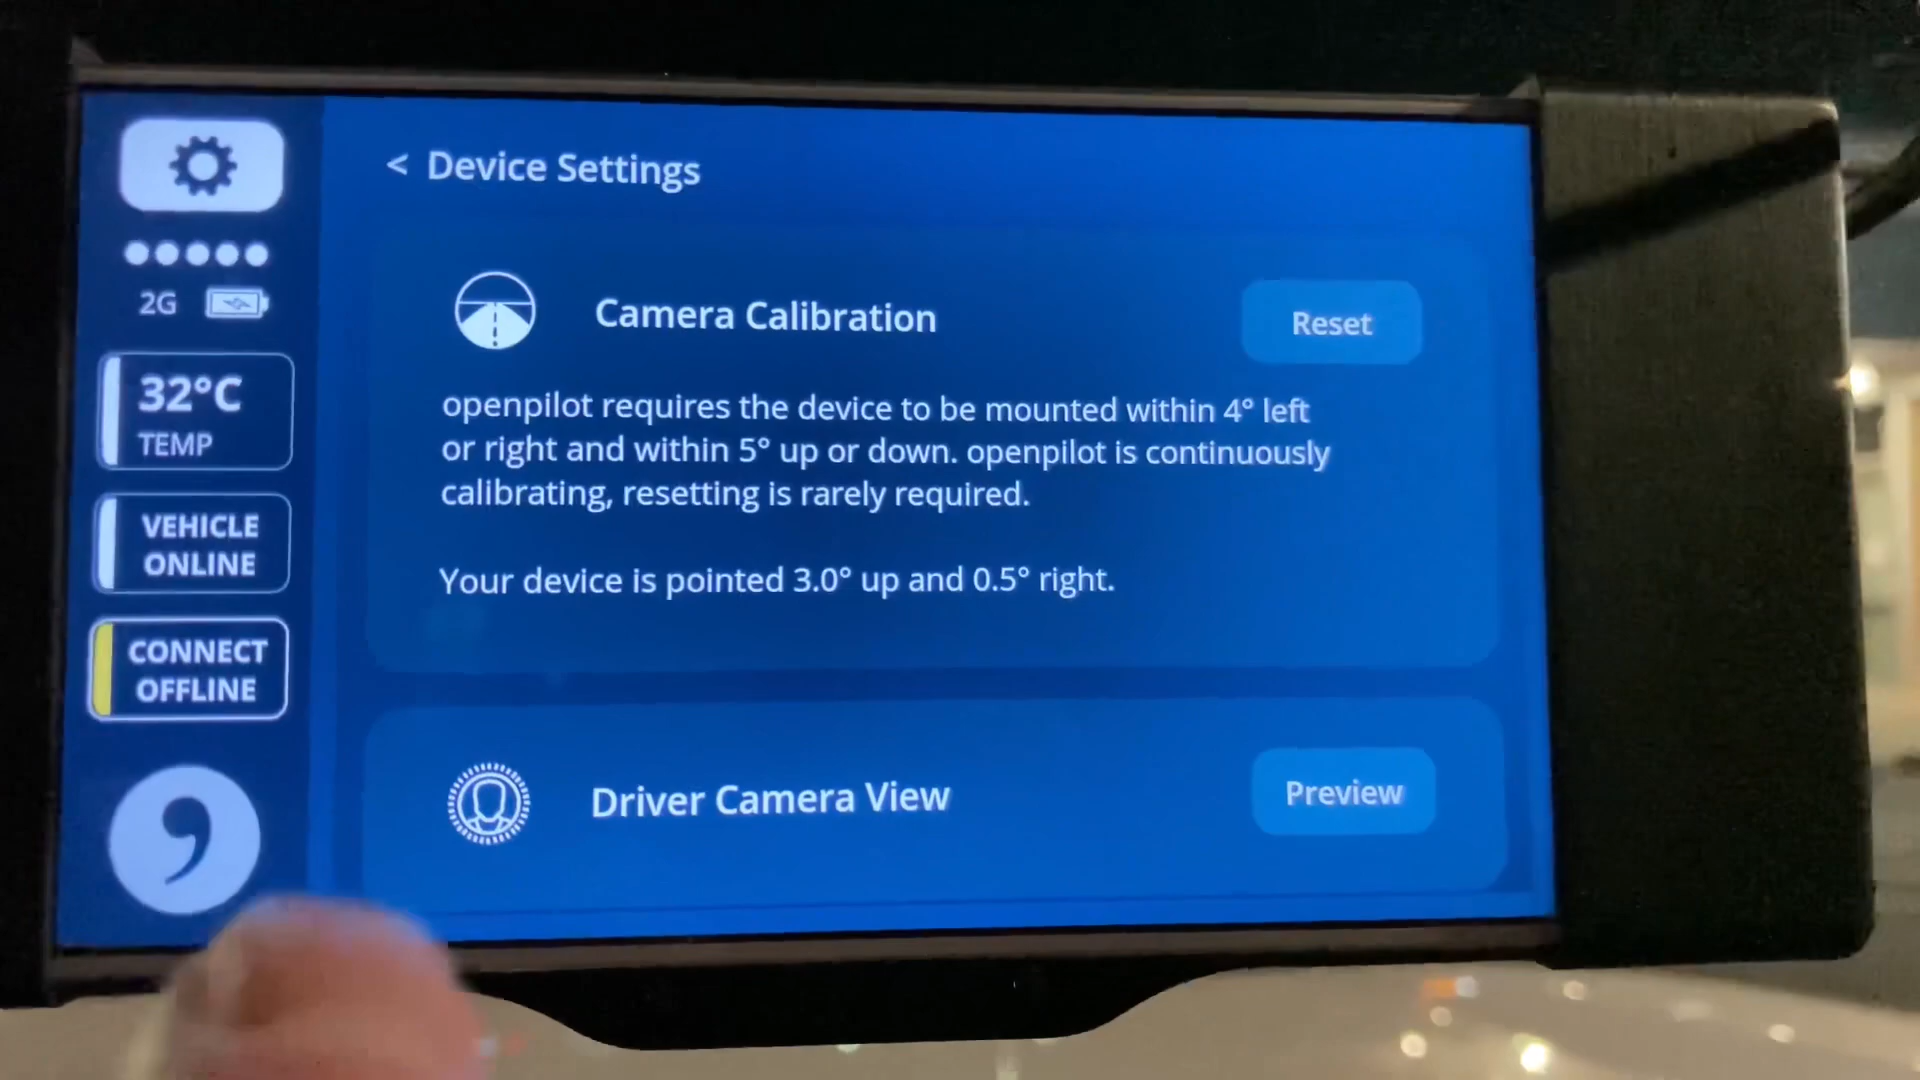 < Device Settings
2G
32°C
TEMP
VEHICLE
ONLINE
CONNECT
OFFLINE
Camera Calibration
Reset
openpilot requires the device to be mounted within 4° left
or right and within 5° up or down. openpilot is continuously
calibrating, resetting is rarely required.
Your device is pointed 3.0° up and 0.5° right.
Driver Camera View
Preview